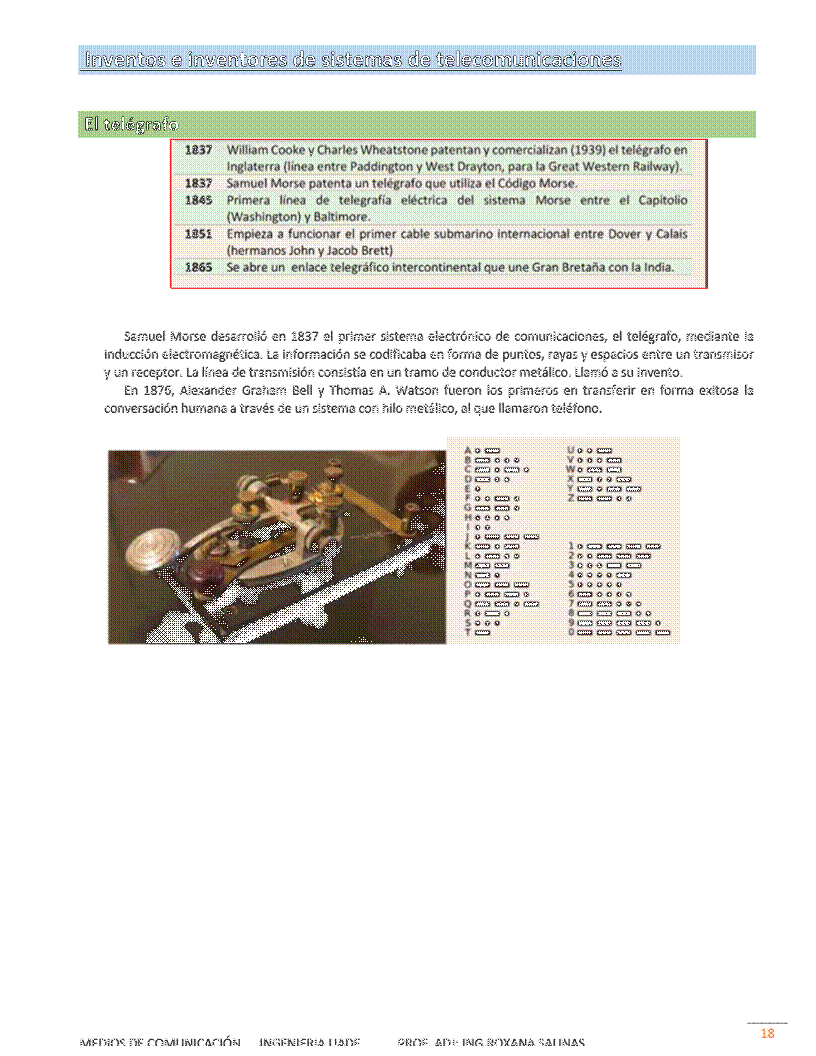 Inventos e inventores de sistemas de telecomunicaciones
El telégrafo
1837 William Cooke y Charles Wheatstone patentan y comercializan (1939) el telégrafo en
Inglaterra (línea entre Paddington y West Drayton, para la Great Western Railway).
1837 Samuel Morse patenta un telégrafo que utiliza el Código Morse.
1845 Primera línea de telegrafía eléctrica del sistema Morse entre el Capitolio
(Washington) y Baltimore.
1851 Empieza a funcionar el primer cable submarino internacional entre Dover y Calais
(hermanos John y Jacob Brett)
1865 Se abre un enlace telegráfico intercontinental que une Gran Bretaña con la India.
Samuel Morse desarrolló en 1837 el primer sistema electrónico de comunicaciones, el telégrafo, mediante la
inducción electromagnética. La información se codificaba en forma de puntos, rayas y espacios entre un transmisor
y un receptor. La línea de transmisión consistía en un tramo de conductor metálico. Llamó a su invento.
En 1876, Alexander Graham Bell y Thomas A. Watson fueron los primeros en transferir en forma exitosa la
conversación humana a través de un sistema con hilo metálico, al que llamaron teléfono.
A
B
C
D
E
F
G
H
I
J
K
L
M
N
O
P
Q
R
S
T
U
V
W
X
Y
Z
1
2
3
4
5
6
7
8
9
0
18
MEDIOS DE COMUNICACIÓN INGENIERIA UADE PROF. ADJ: ING ROXANA SALINAS